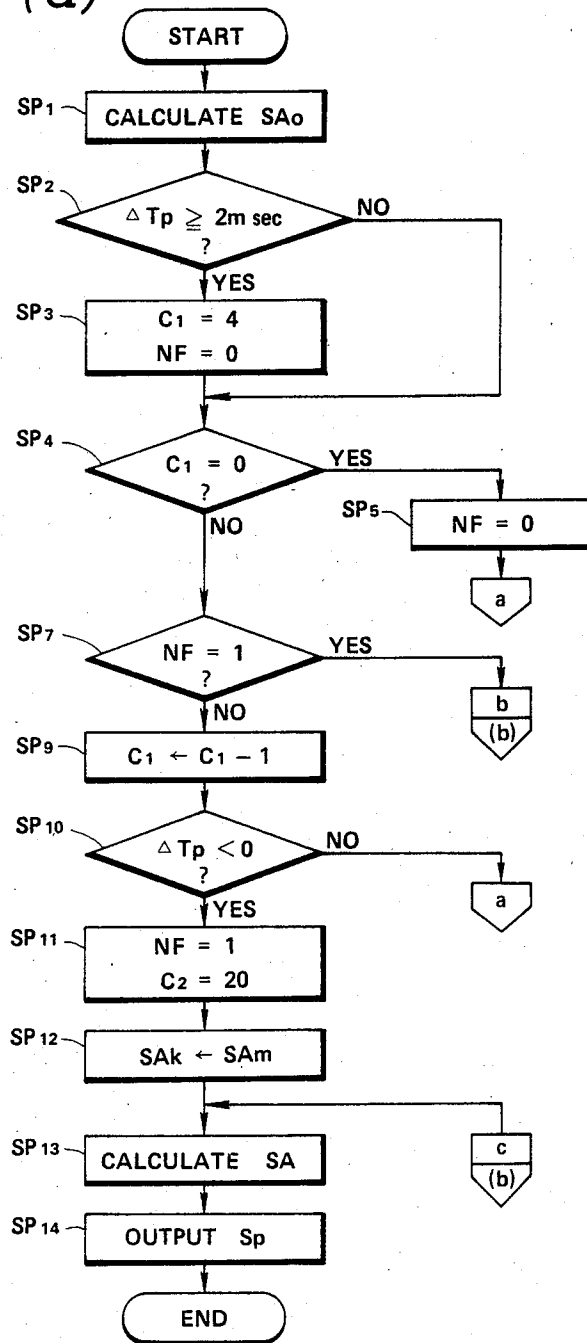 (a)
START
SP1
CALCULATE SAo
SP2
△Tp ≧ 2m sec
?
NO
YES
SP3
C1 = 4
NF = 0
SP4
C1 = 0
?
YES
NO
SP5
NF = 0
a
SP7
NF = 1
?
YES
NO
b
(b)
SP9
C1 ← C1 - 1
SP10
△Tp < 0
?
NO
YES
a
SP11
NF = 1
C2 = 20
SP12
SAk ← SAm
c
(b)
SP13
CALCULATE SA
SP14
OUTPUT Sp
END